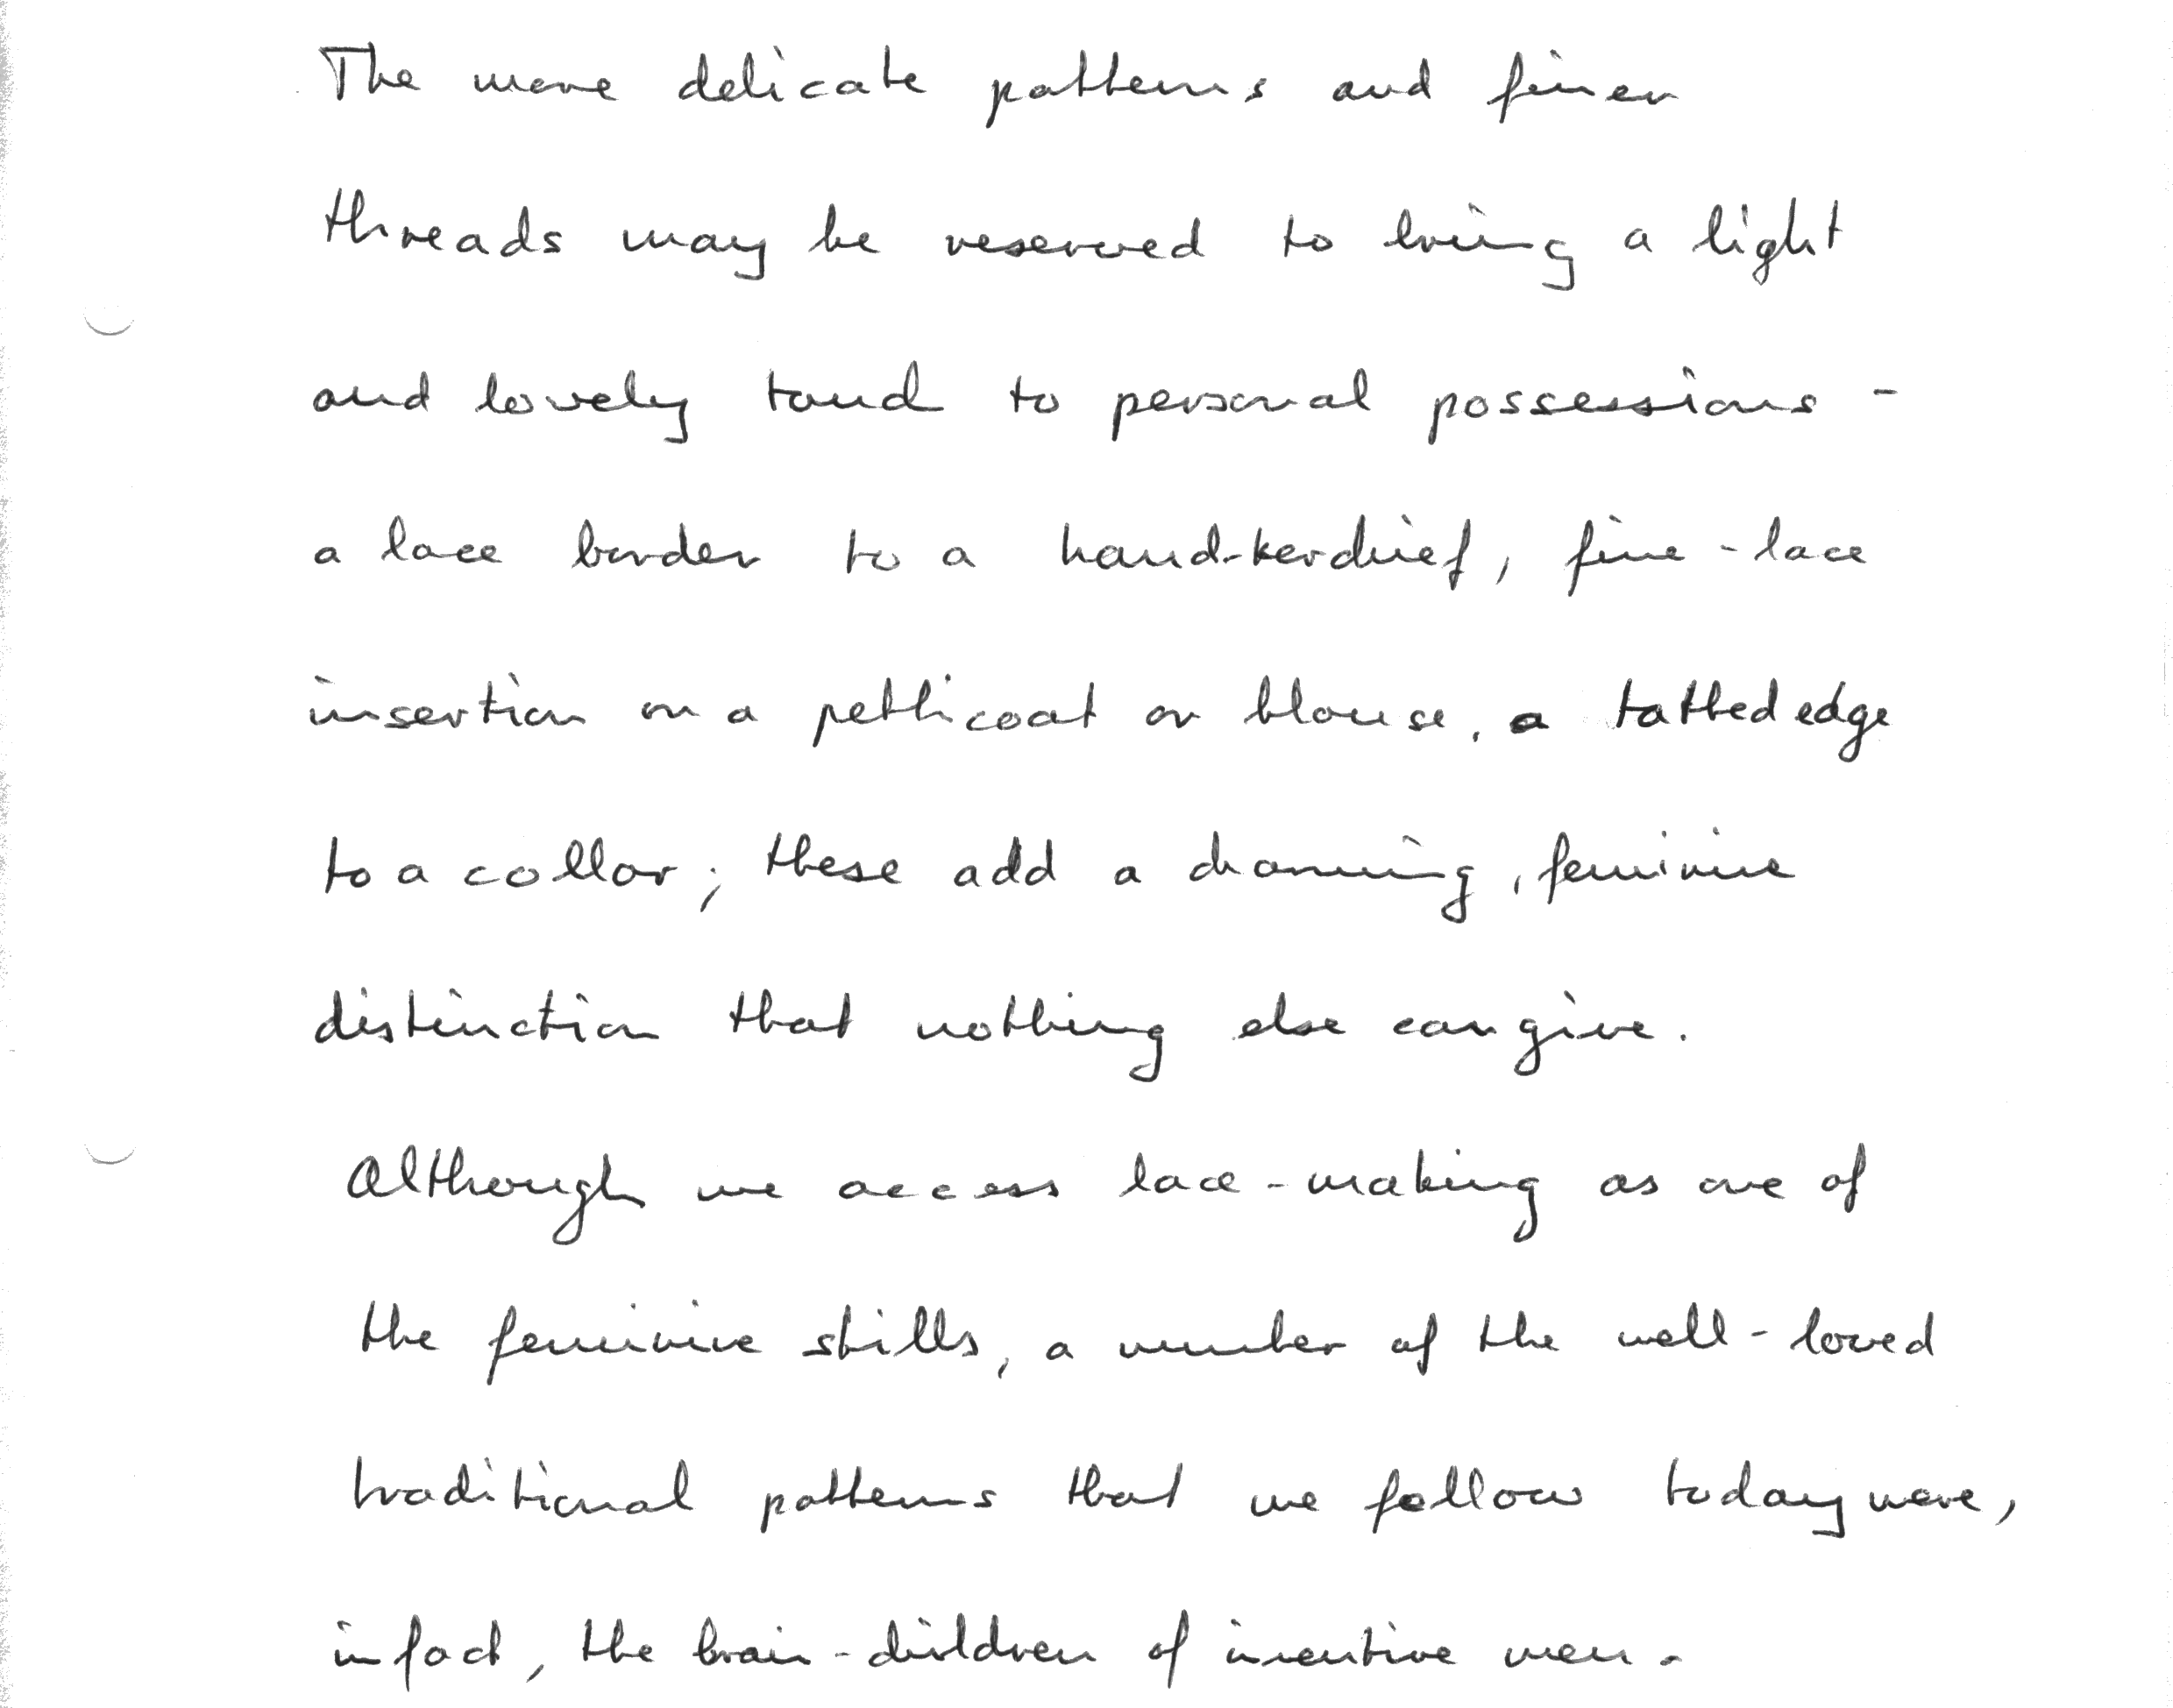 The more delicate patterns and finer
threads may be reserved to bring a light
and lovely touch to personal possessions -
a lace border to a hand-kerchief, fine - lace
insertion on a petticoat or blouse, a tatted edge
to a collar; these add a charming, feminine
distinction that nothing else can give.
Although we access lace-making as one of
the feminine skills, a number of the well-loved
traditional patterns that we follow today were,
in fact, the brain-children of inventive men.